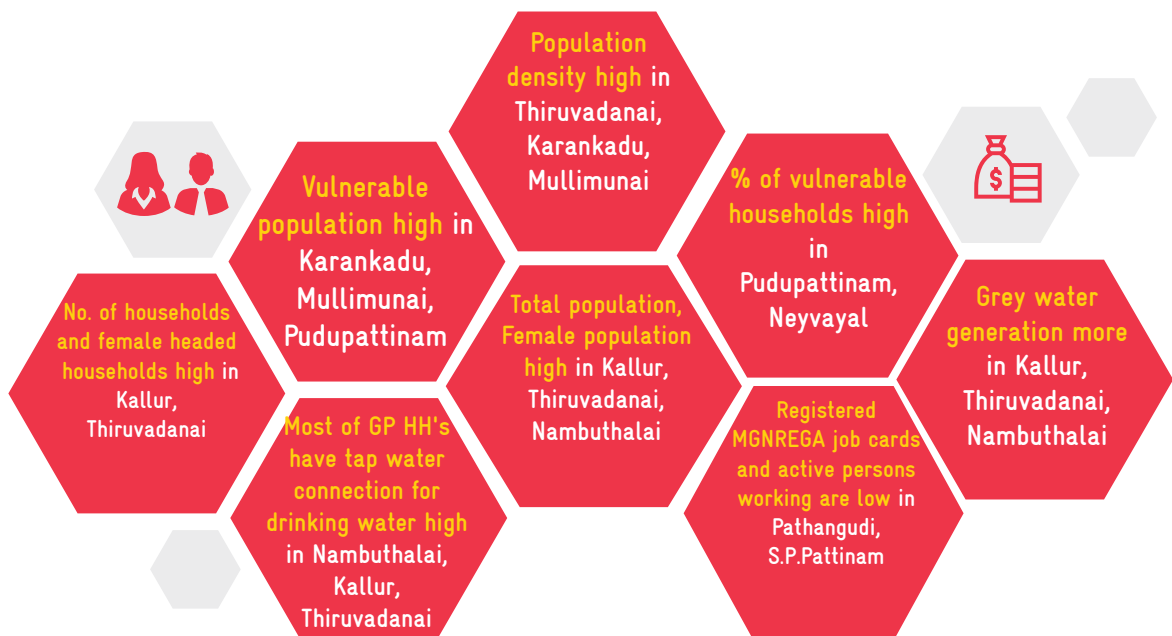 Population
density high in
Thiruvadanai,
Karankadu,
Mullimunai
Vulnerable
population high in
Karankadu,
Mullimunai,
Pudupattinam
% of vulnerable
households high
in
Pudupattinam,
Neyvayal
No. of households
and female headed
households high in
Kallur,
Thiruvadanai
Total population,
Female population
high in Kallur,
Thiruvadanai,
Nambuthalai
Grey water
generation more
in Kallur,
Thiruvadanai,
Nambuthalai
Most of GP HH's
have tap water
connection for
drinking water high
in Nambuthalai,
Kallur,
Thiruvadanai
Registered
MGNREGA job cards
and active persons
working are low in
Pathangudi,
S.P.Pattinam
$